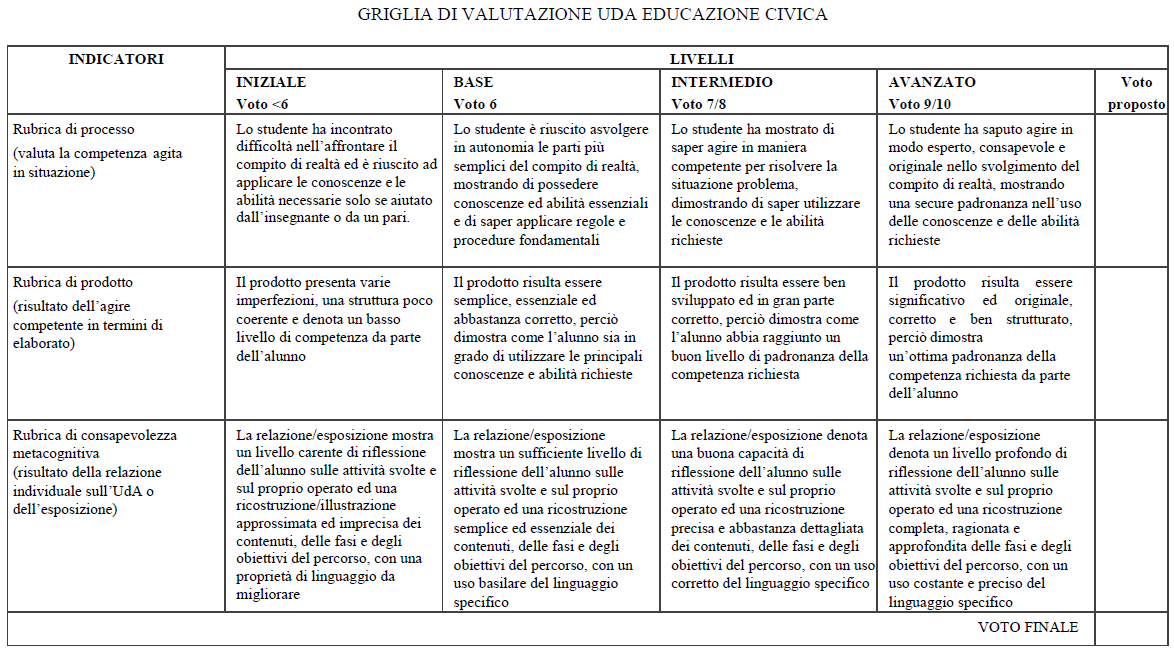 GRIGLIA DI VALUTAZIONE UDA EDUCAZIONE CIVICA
INDICATORI
LIVELLI
INIZIALE
Voto <6
BASE
Voto 6
INTERMEDIO
Voto 7/8
AVANZATO
Voto 9/10
Voto
proposto
Rubrica di processo
(valuta la competenza agita
in situazione)
Lo studente ha incontrato
difficoltà nell’affrontare il
compito di realtà ed è riuscito ad
applicare le conoscenze e le
abilità necessarie solo se aiutato
dall’insegnante o da un pari.
Lo studente è riuscito asvolgere
in autonomia le parti più
semplici del compito di realtà,
mostrando di possedere
conoscenze ed abilità essenziali
e di saper applicare regole e
procedure fondamentali
Lo studente ha mostrato di
saper agire in maniera
competente per risolvere la
situazione problema,
dimostrando di saper utilizzare
le conoscenze e le abilità
richieste
Lo studente ha saputo agire in
modo esperto, consapevole e
originale nello svolgimento del
compito di realtà, mostrando
una secure padronanza nell’uso
delle conoscenze e delle abilità
richieste
Rubrica di prodotto
(risultato dell’agire
competente in termini di
elaborato)
Il prodotto presenta varie
imperfezioni, una struttura poco
coerente e denota un basso
livello di competenza da parte
dell’alunno
Il prodotto risulta essere
semplice, essenziale ed
abbastanza corretto, perciò
dimostra come l’alunno sia in
grado di utilizzare le principali
conoscenze e abilità richieste
Il prodotto risulta essere ben
sviluppato ed in gran parte
corretto, perciò dimostra come
l’alunno abbia raggiunto un
buon livello di padronanza della
competenza richiesta
Il prodotto risulta essere
significativo ed originale,
corretto e ben strutturato,
perciò dimostra
un’ottima padronanza della
competenza richiesta da parte
dell’alunno
Rubrica di consapevolezza
metacognitiva
(risultato della relazione
individuale sull’UdA o
dell’esposizione)
La relazione/esposizione mostra
un livello carente di riflessione
dell’alunno sulle attività svolte e
sul proprio operato ed una
ricostruzione/illustrazione
approssimata ed imprecisa dei
contenuti, delle fasi e degli
obiettivi del percorso, con una
proprietà di linguaggio da
migliorare
La relazione/esposizione
mostra un sufficiente livello di
riflessione dell’alunno sulle
attività svolte e sul proprio
operato ed una ricostruzione
semplice ed essenziale dei
contenuti, delle fasi e degli
obiettivi del percorso, con un
uso basilare del linguaggio
specifico
La relazione/esposizione denota
una buona capacità di
riflessione dell’alunno sulle
attività svolte e sul proprio
operato ed una ricostruzione
precisa e abbastanza dettagliata
dei contenuti, delle fasi e degli
obiettivi del percorso, con un uso
corretto del linguaggio specifico
La relazione/esposizione
denota un livello profondo di
riflessione dell’alunno sulle
attività svolte e sul proprio
operato ed una ricostruzione
completa, ragionata e
approfondita delle fasi e degli
obiettivi del percorso, con un
uso costante e preciso del
linguaggio specifico
VOTO FINALE